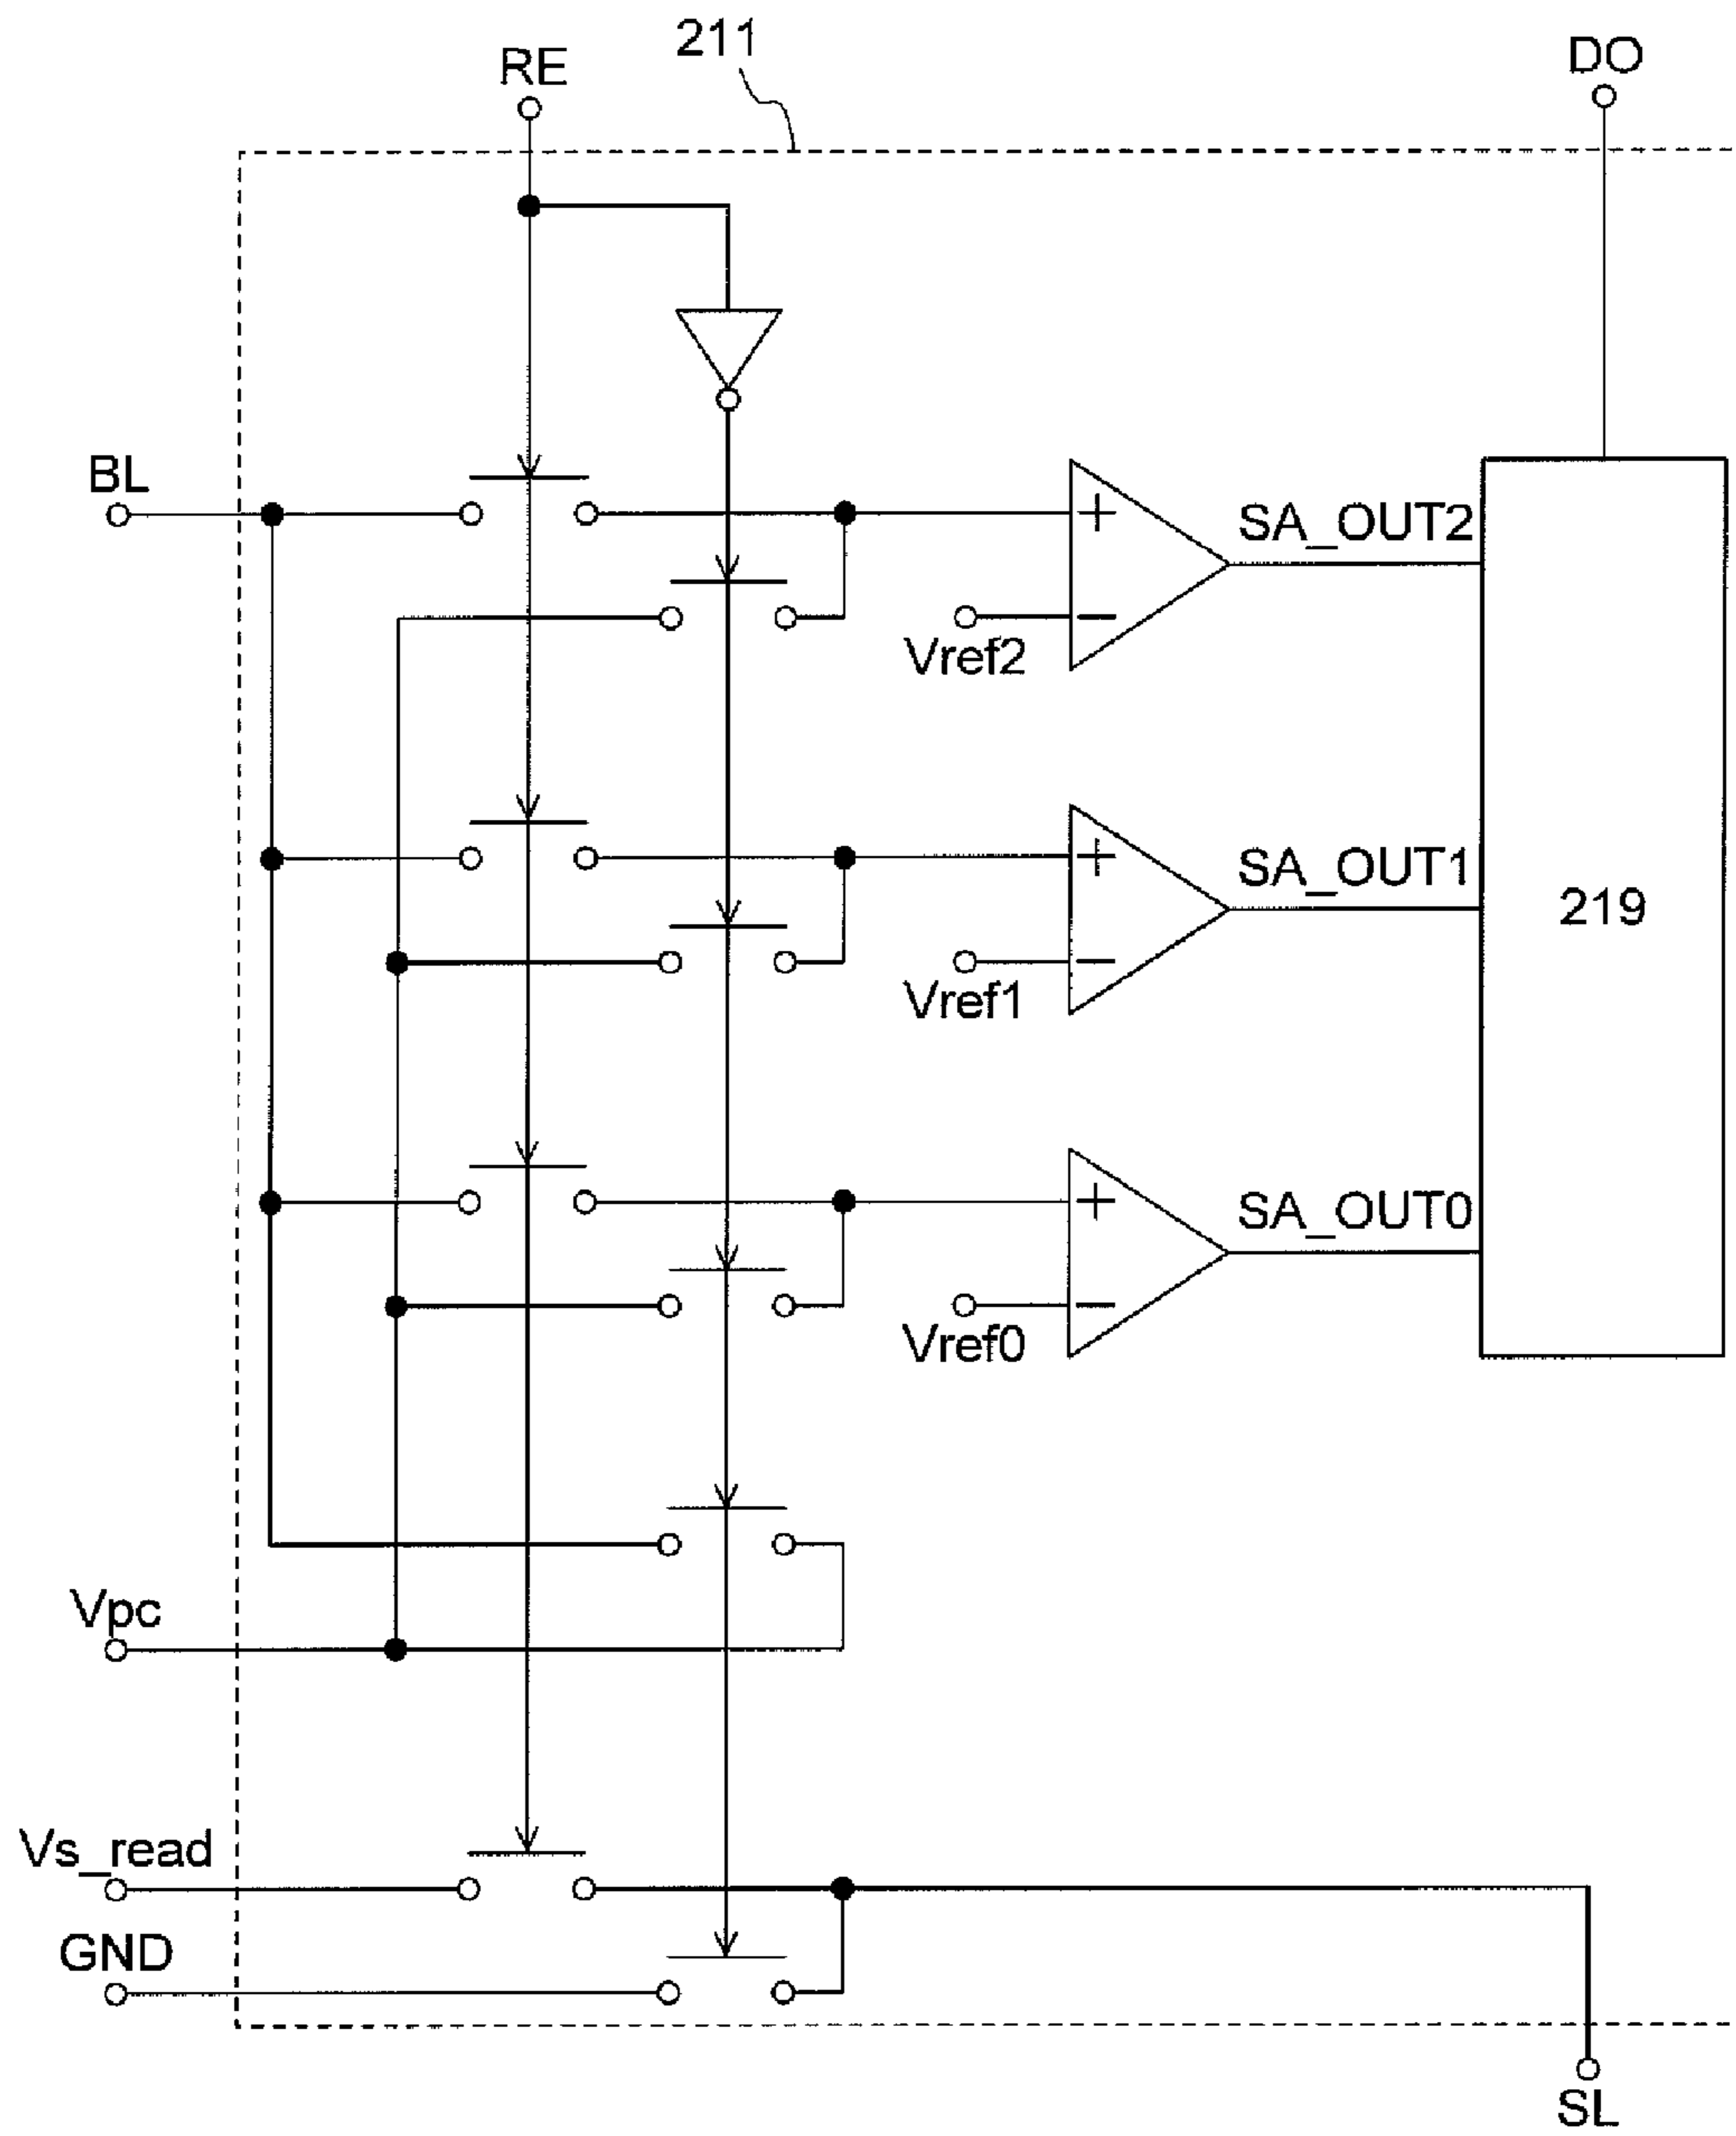 211
RE
DO
BL
+
SA_OUT2
−
Vref2
+
SA_OUT1
219
−
Vref1
+
SA_OUT0
−
Vref0
Vpc
Vs_read
GND
SL